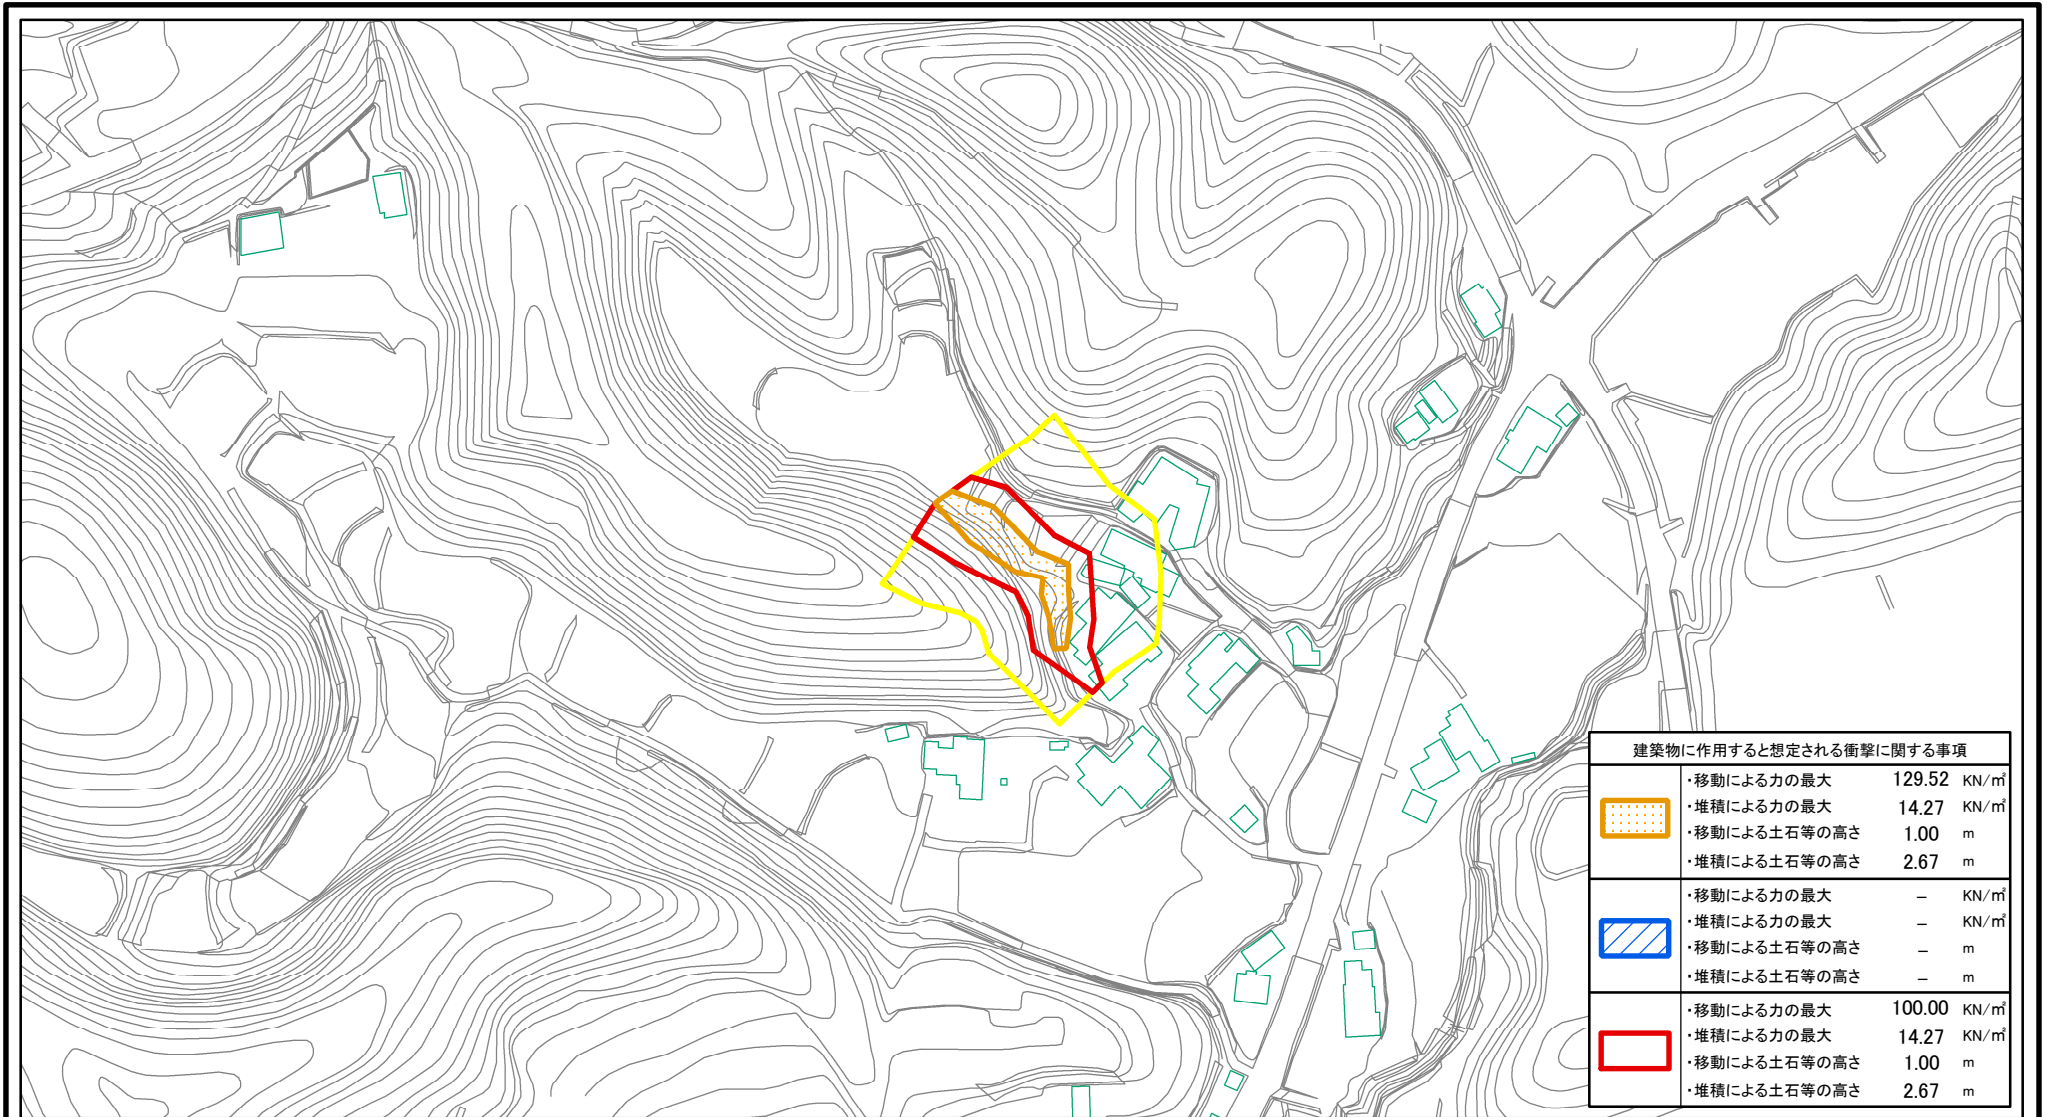 建築物に作用すると想定される衝撃に関する事項
・移動による力の最大 129.52 KN/㎡
・堆積による力の最大 14.27 KN/㎡
・移動による土石等の高さ 1.00 m
・堆積による土石等の高さ 2.67 m
・移動による力の最大 － KN/㎡
・堆積による力の最大 － KN/㎡
・移動による土石等の高さ － m
・堆積による土石等の高さ － m
・移動による力の最大 100.00 KN/㎡
・堆積による力の最大 14.27 KN/㎡
・移動による土石等の高さ 1.00 m
・堆積による土石等の高さ 2.67 m